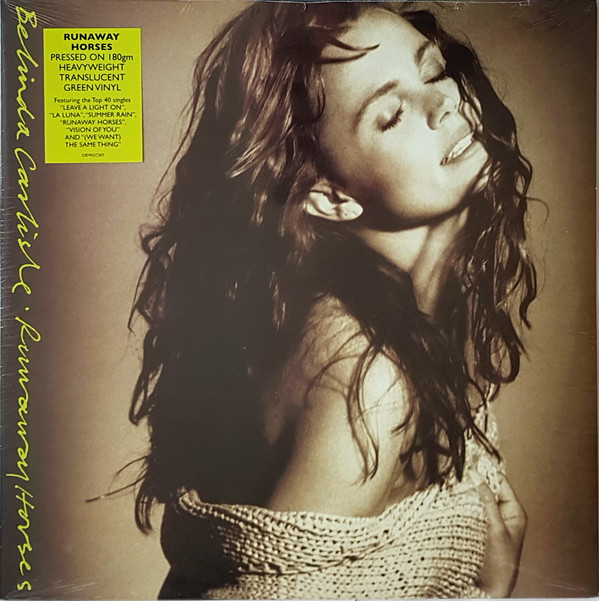 Belinda Carlisle · Runaway Horses
RUNAWAY
HORSES
PRESSED ON 180gm
HEAVYWEIGHT
TRANSLUCENT
GREEN VINYL
Featuring the Top 40 singles
"LEAVE A LIGHT ON",
"LA LUNA", "SUMMER RAIN",
"RUNAWAY HORSES",
"VISION OF YOU"
AND "(WE WANT)
THE SAME THING"